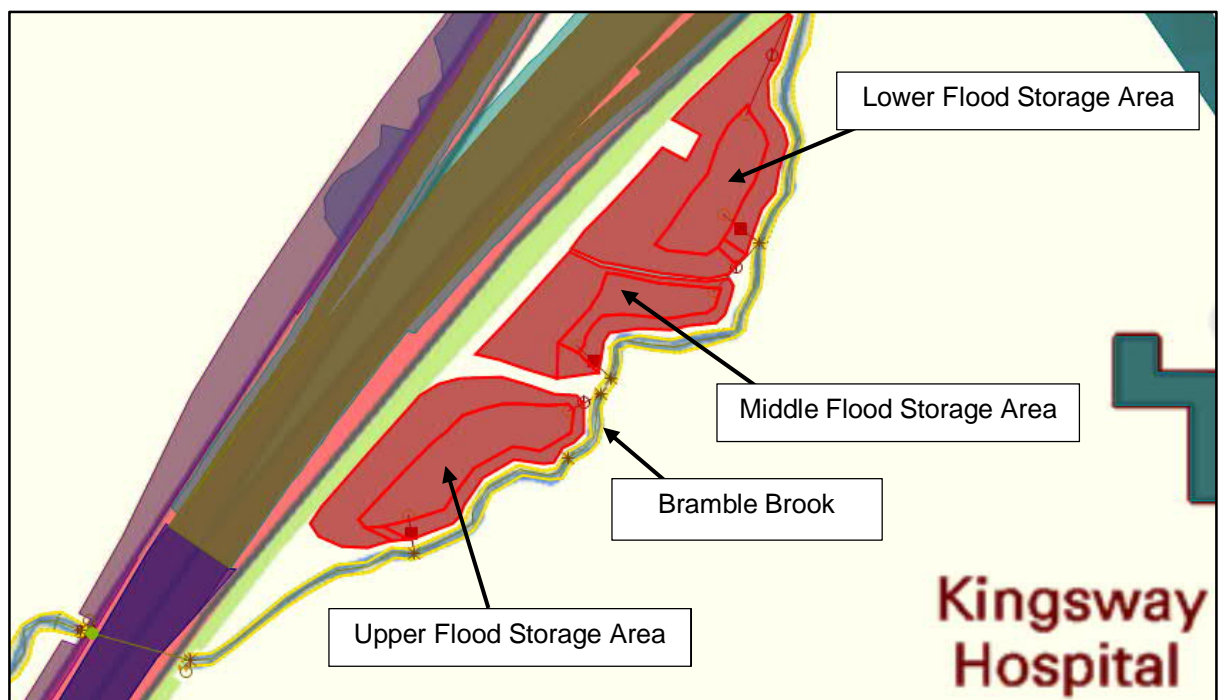 Lower Flood Storage Area
Middle Flood Storage Area
Bramble Brook
Upper Flood Storage Area
Kingsway
Hospital